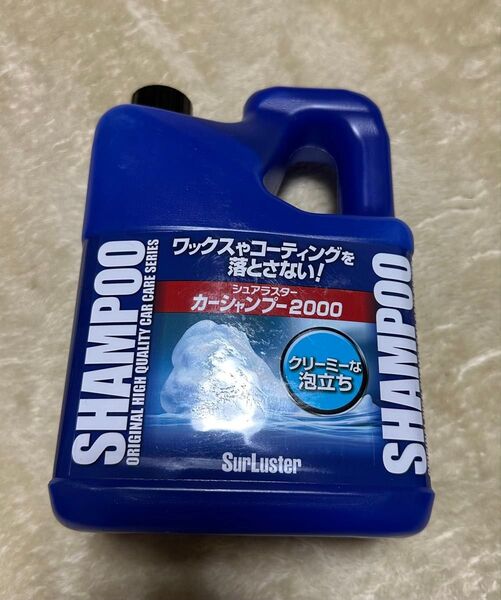 SHAMPOO
ORIGINAL HIGH QUALITY CAR CARE SERIES
ワックスやコーティングを
落とさない!
シュアラスター
カーシャンプー2000
クリーミーな
泡立ち
SurLuster
SHAMPOO